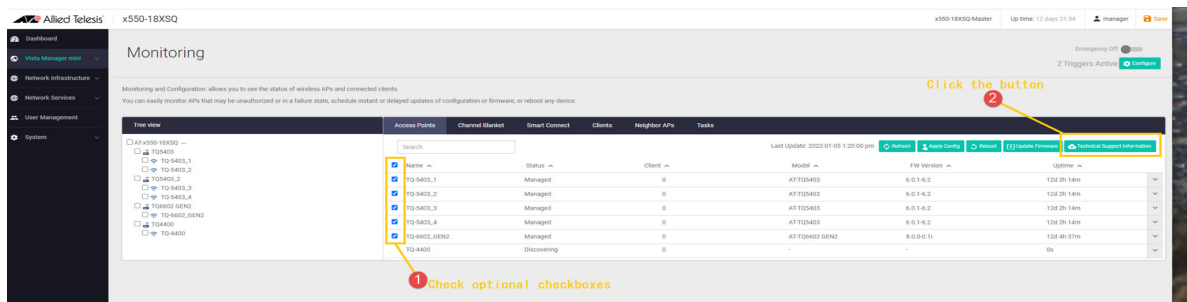 Allied Telesis
x550-18XSQ
x550-18XSQ-Master
Up time: 12 days 21:54
manager
Save
Dashboard
Vista Manager mini
Network Infrastructure
Network Services
User Management
System
Monitoring
Emergency Off
2 Triggers Active
Configure
Monitoring and Configuration: allows you to see the status of wireless APs and connected clients.
You can easily monitor APs that may be unauthorized or in a failure state, schedule instant or delayed updates of configuration or firmware, or reboot any device.
Click the button
2
Tree view
AT-x550-18XSQ
TQ5403
TQ-5403_1
TQ-5403_2
TQ5403_2
TQ-5403_3
TQ-5403_4
TQ6602 GEN2
TQ-6602_GEN2
TQ4400
TQ-4400
Access Points Channel Blanket Smart Connect Clients Neighbor APs Tasks
Search
Last Update: 2022-01-05 1:20:00 pm
Refresh
Apply Config
Reboot
Update Firmware
Technical Support Information
Name Status Client Model FW Version Uptime
TQ-5403_1 Managed 0 AT-TQ5403 6.0.1-6.2 12d 2h 14m
TQ-5403_2 Managed 0 AT-TQ5403 6.0.1-6.2 12d 2h 14m
TQ-5403_3 Managed 0 AT-TQ5403 6.0.1-6.2 12d 2h 14m
TQ-5403_4 Managed 0 AT-TQ5403 6.0.1-6.2 12d 2h 14m
TQ-6602_GEN2 Managed 0 AT-TQ6602 GEN2 8.0.0-0.1i 12d 4h 37m
TQ-4400 Discovering 0 - - 0s
1
Check optional checkboxes